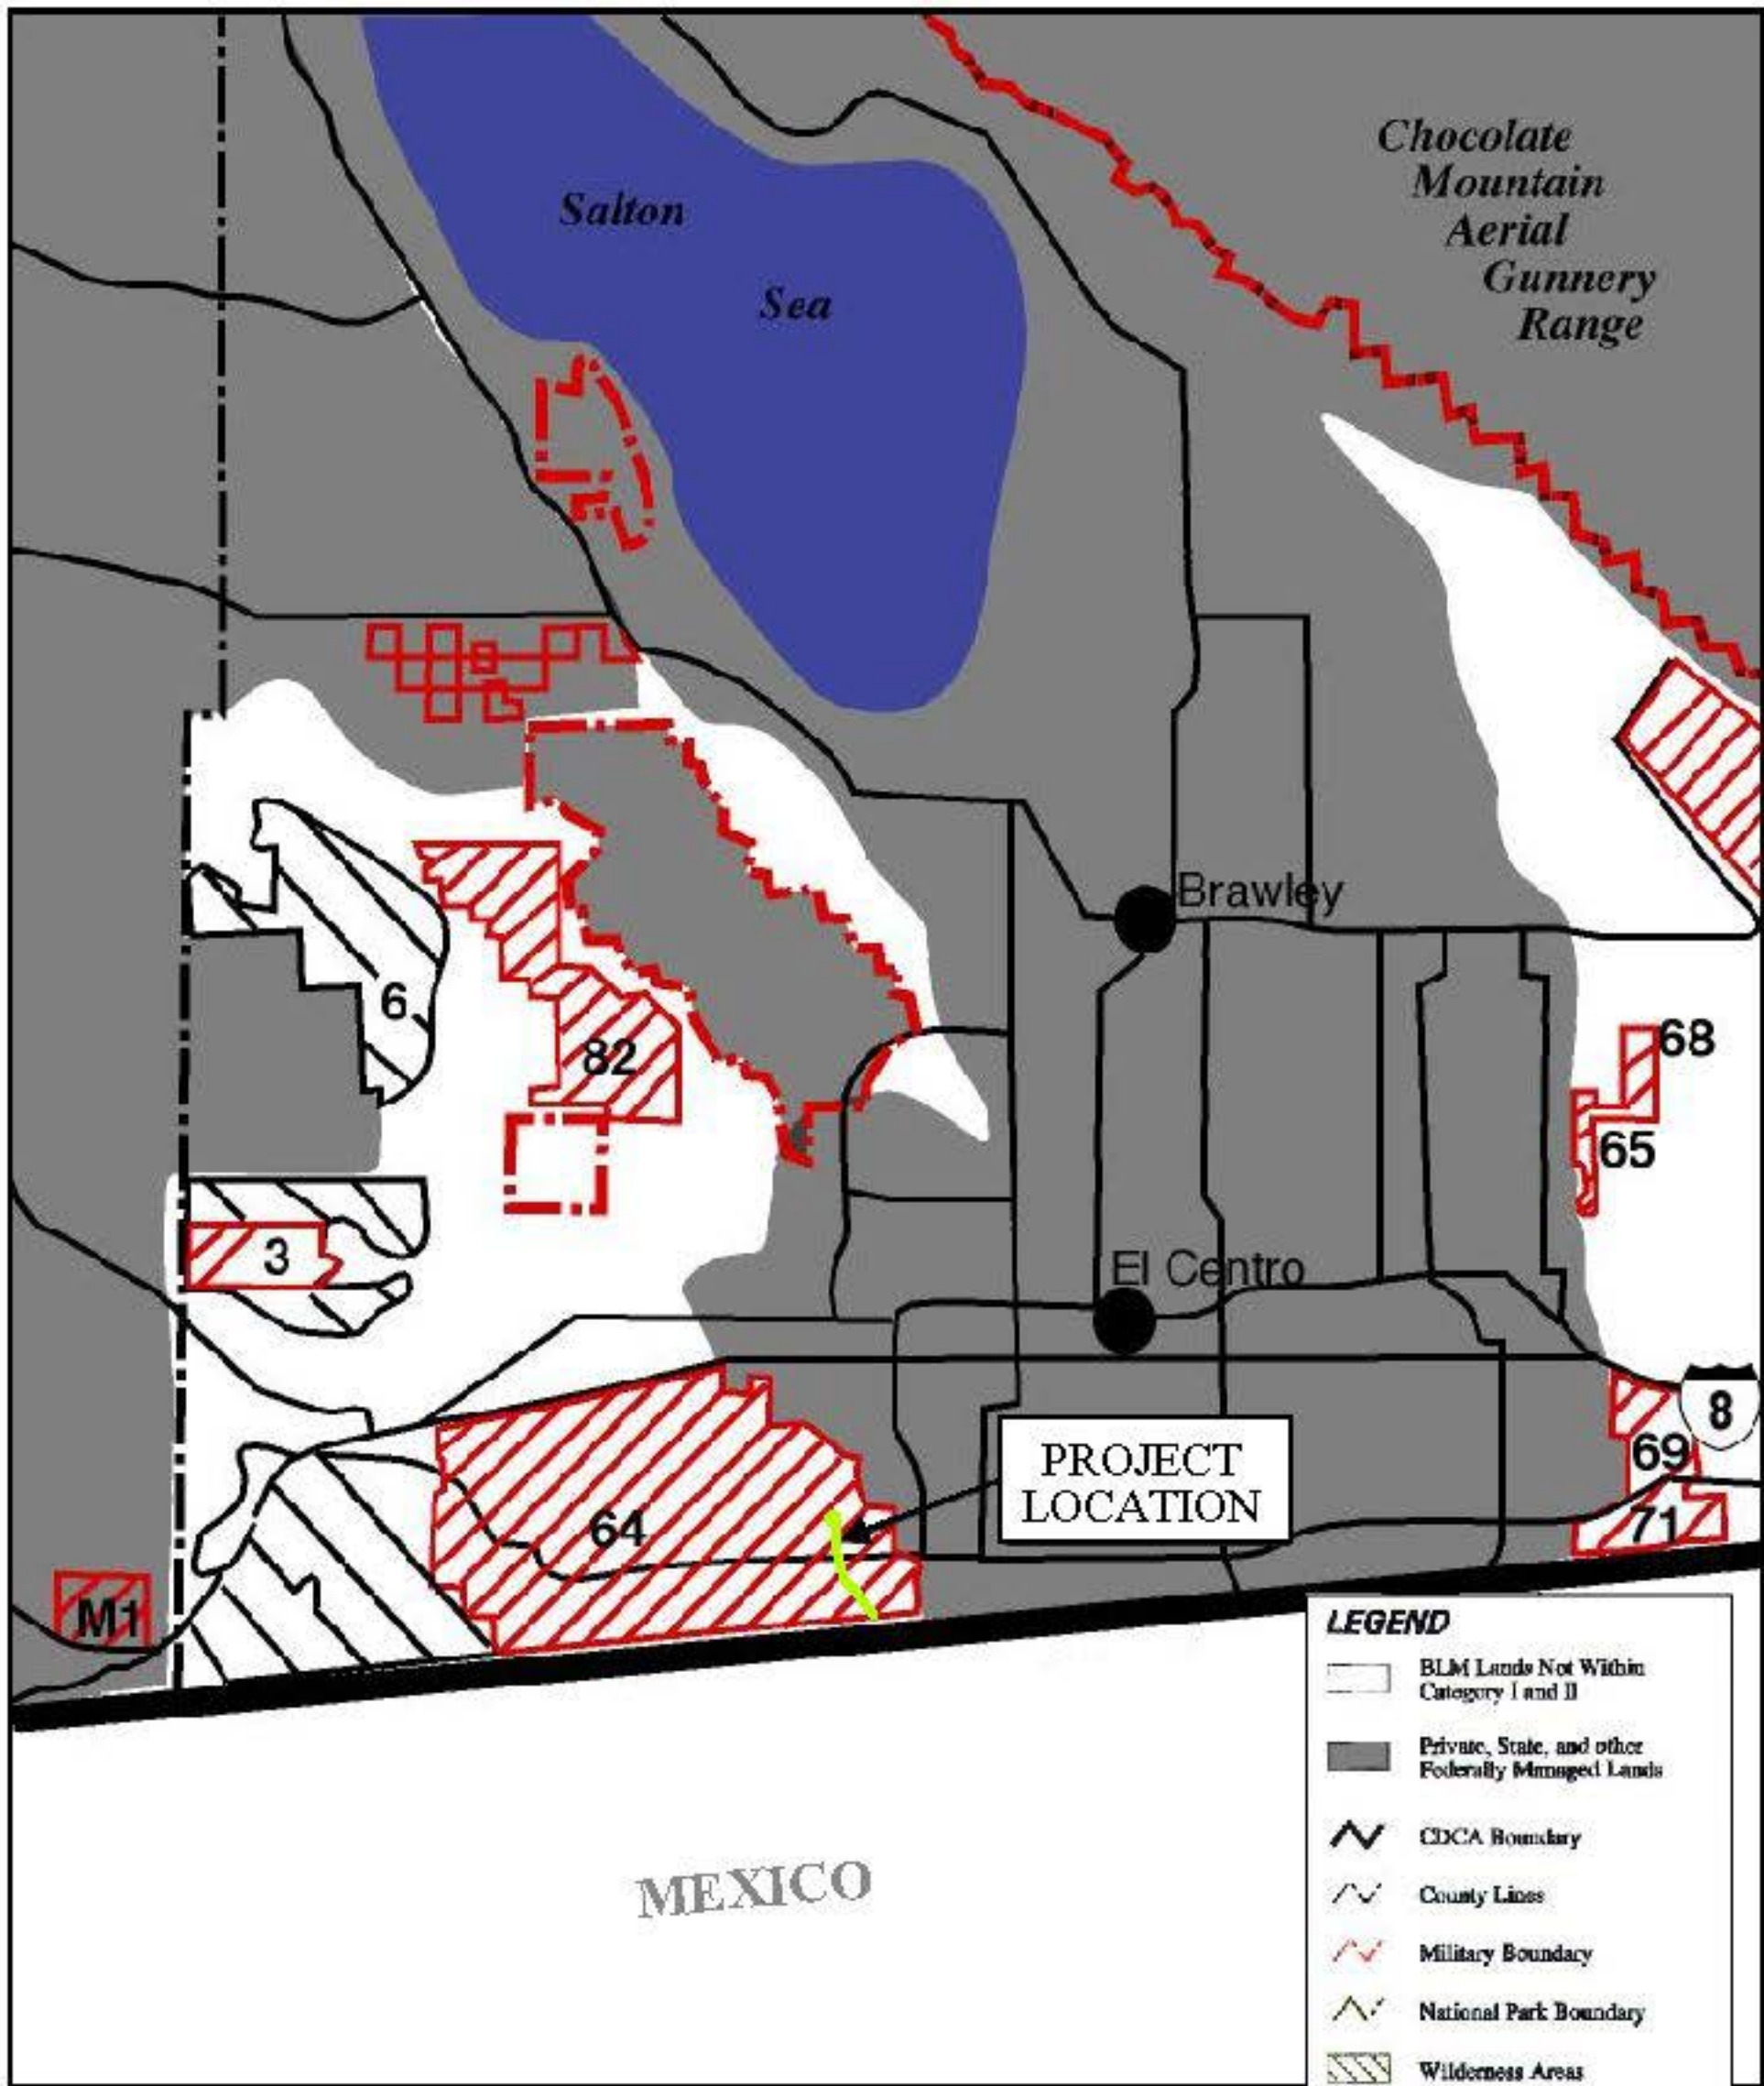 Chocolate
Mountain
Aerial
Gunnery
Range
Salton
Sea
Brawley
6
82
68
65
3
El Centro
8
69
71
PROJECT
LOCATION
64
M1
MEXICO
LEGEND
BLM Lands Not Within
Category I and II
Private, State, and other
Federally Managed Lands
CDCA Boundary
County Lines
Military Boundary
National Park Boundary
Wilderness Areas